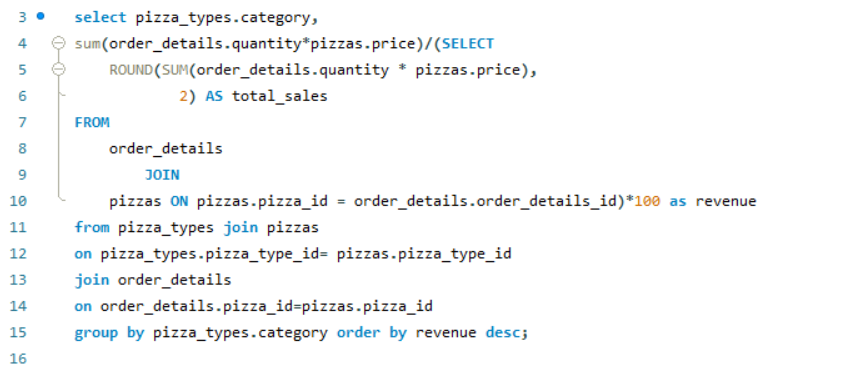 3 select pizza_types.category,
4 sum(order_details.quantity*pizzas.price)/(SELECT
5 ROUND(SUM(order_details.quantity * pizzas.price),
6 2) AS total_sales
7 FROM
8 order_details
9 JOIN
10 pizzas ON pizzas.pizza_id = order_details.order_details_id)*100 as revenue
11 from pizza_types join pizzas
12 on pizza_types.pizza_type_id= pizzas.pizza_type_id
13 join order_details
14 on order_details.pizza_id=pizzas.pizza_id
15 group by pizza_types.category order by revenue desc;
16